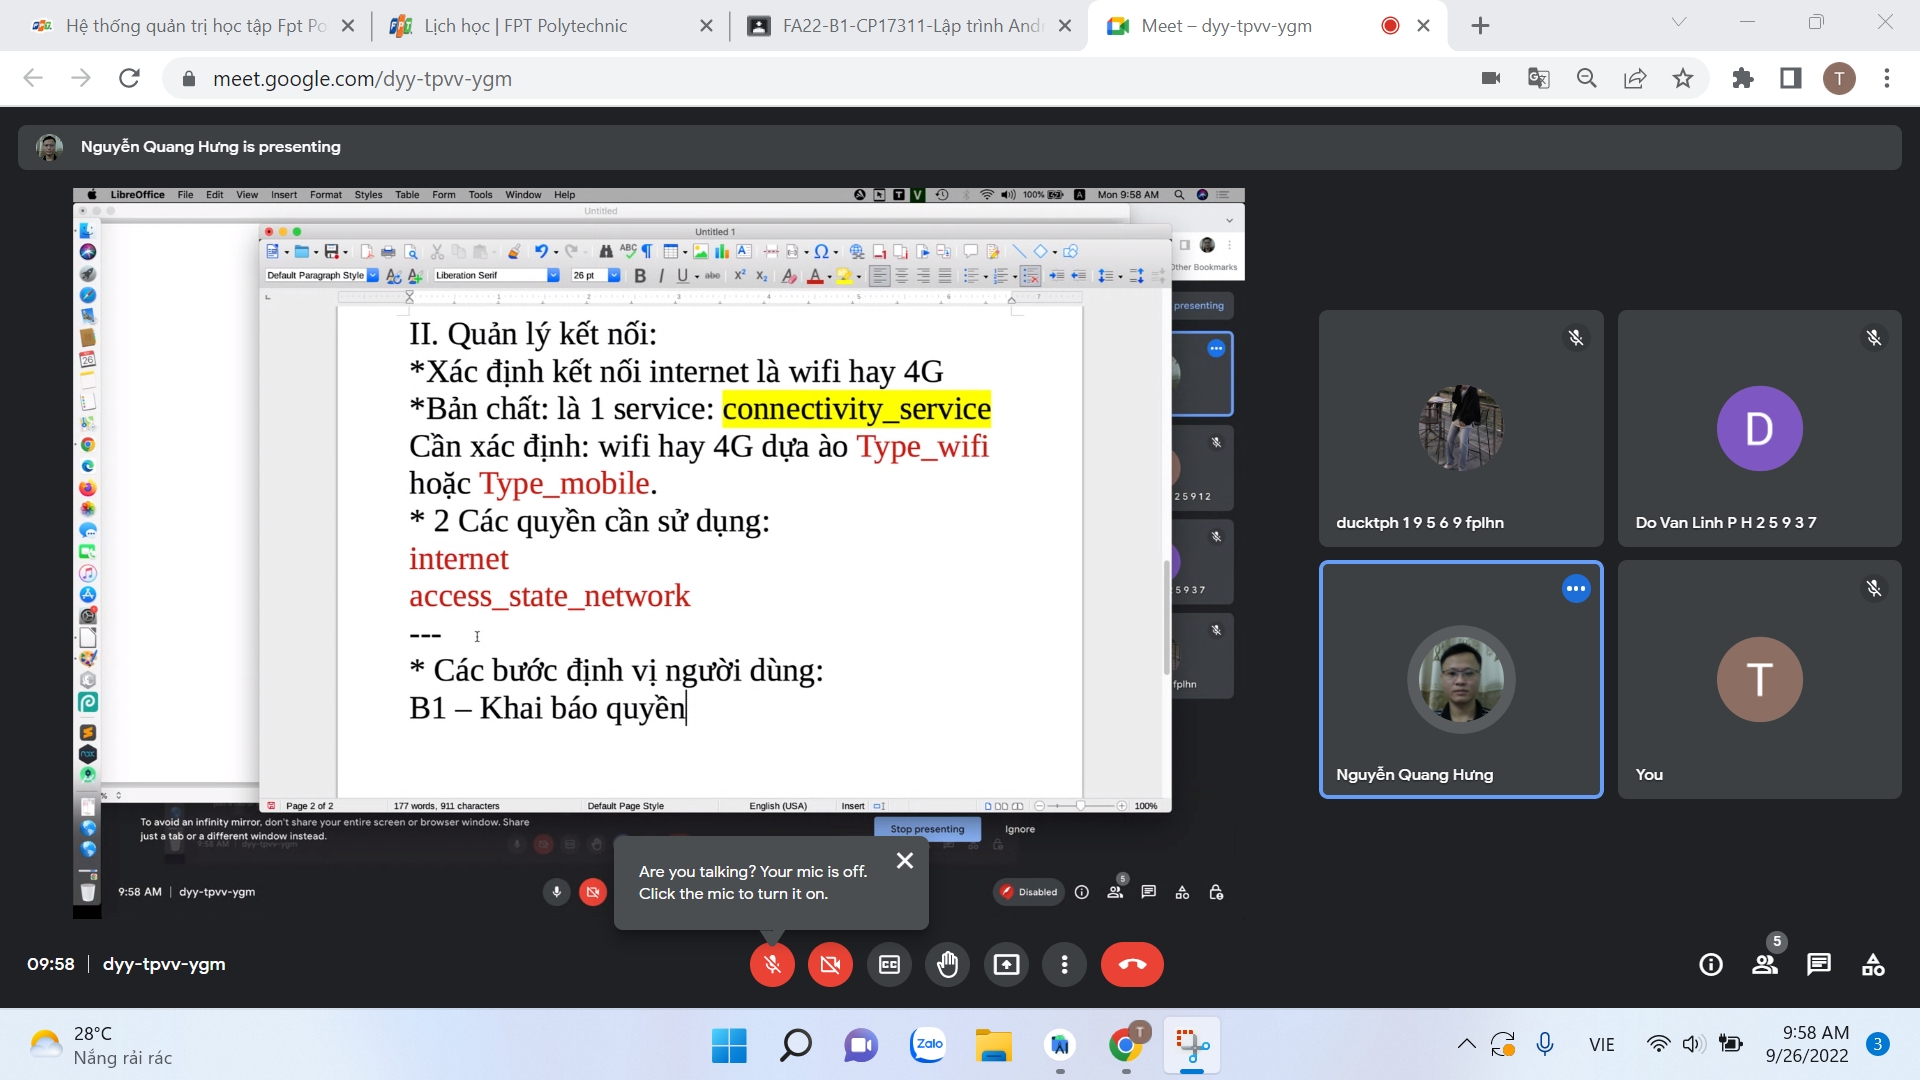 Hệ thống quản trị học tập Fpt Po
Lịch học | FPT Polytechnic
FA22-B1-CP17311-Lập trình Andr
Meet – dyy-tpvv-ygm
meet.google.com/dyy-tpvv-ygm
T
Nguyễn Quang Hưng is presenting
LibreOffice File Edit View Insert Format Styles Table Form Tools Window Help
100%
Mon 9:58 AM
Untitled
Untitled 1
Other Bookmarks
Default Paragraph Style
Liberation Serif
26 pt
presenting
II. Quản lý kết nối:
*Xác định kết nối internet là wifi hay 4G
*Bản chất: là 1 service: connectivity_service
Cần xác định: wifi hay 4G dựa ào Type_wifi
hoặc Type_mobile.
* 2 Các quyền cần sử dụng:
internet
access_state_network
---
* Các bước định vị người dùng:
B1 – Khai báo quyền
25912
5937
fplhn
Page 2 of 2
177 words, 911 characters
Default Page Style
English (USA)
Insert
100%
To avoid an infinity mirror, don't share your entire screen or browser window. Share
just a tab or a different window instead.
Stop presenting
Ignore
9:58 AM | dyy-tpvv-ygm
Disabled
5
Are you talking? Your mic is off.
Click the mic to turn it on.
ducktph 1 9 5 6 9 fplhn
D
Do Van Linh P H 2 5 9 3 7
Nguyễn Quang Hưng
T
You
09:58 | dyy-tpvv-ygm
5
28°C
Nắng rải rác
Zalo
T
VIE
9:58 AM
9/26/2022
3